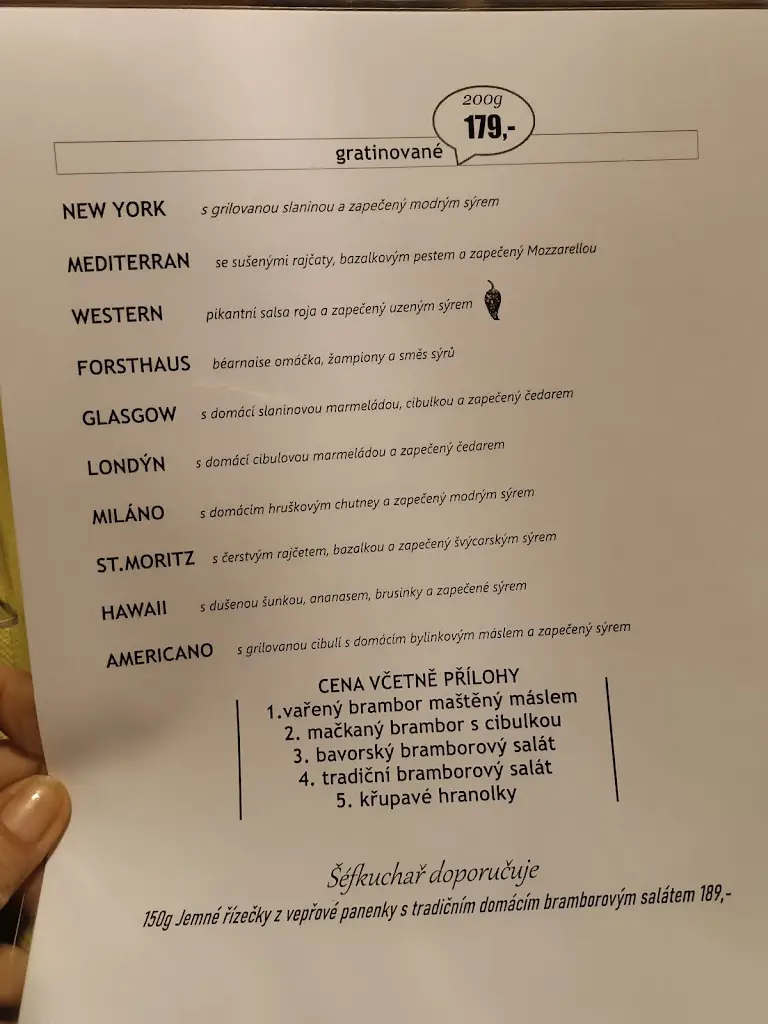 200g
179,-
gratinované
NEW YORK s grilovanou slaninou a zapečený modrým sýrem
MEDITERRAN se sušenými rajčaty, bazalkovým pestem a zapečený Mozzarellou
WESTERN pikantní salsa roja a zapečený uzeným sýrem
FORSTHAUS béarnaise omáčka, žampiony a směs sýrů
GLASGOW s domácí slaninovou marmeládou, cibulkou a zapečený čedarem
LONDÝN s domácí cibulovou marmeládou a zapečený čedarem
MILÁNO s domácím hruškovým chutney a zapečený modrým sýrem
ST.MORITZ s čerstvým rajčetem, bazalkou a zapečený švýcarským sýrem
HAWAII s dušenou šunkou, ananasem, brusinky a zapečené sýrem
AMERICANO s grilovanou cibulí s domácím bylinkovým máslem a zapečený sýrem
CENA VČETNĚ PŘÍLOHY
1.vařený brambor maštěný máslem
2. mačkaný brambor s cibulkou
3. bavorský bramborový salát
4. tradiční bramborový salát
5. křupavé hranolky
Šéfkuchař doporučuje
150g Jemné řízečky z vepřové panenky s tradičním domácím bramborovým salátem 189,-